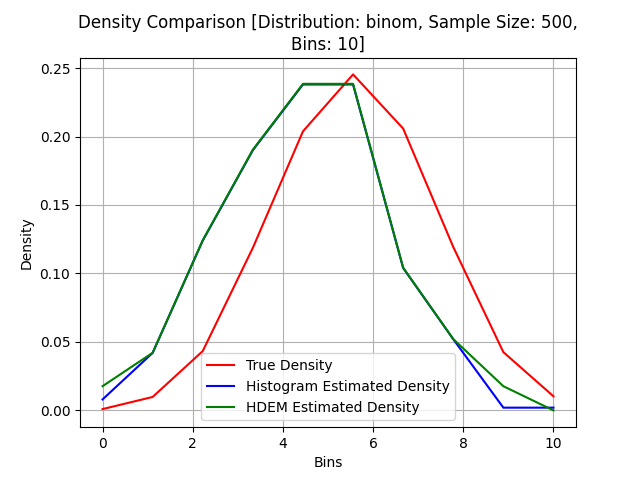 Density Comparison [Distribution: binom, Sample Size: 500,
Bins: 10]
0.25
0.20
0.15
0.10
0.05
0.00
Density
True Density
Histogram Estimated Density
HDEM Estimated Density
0 2 4 6 8 10
Bins